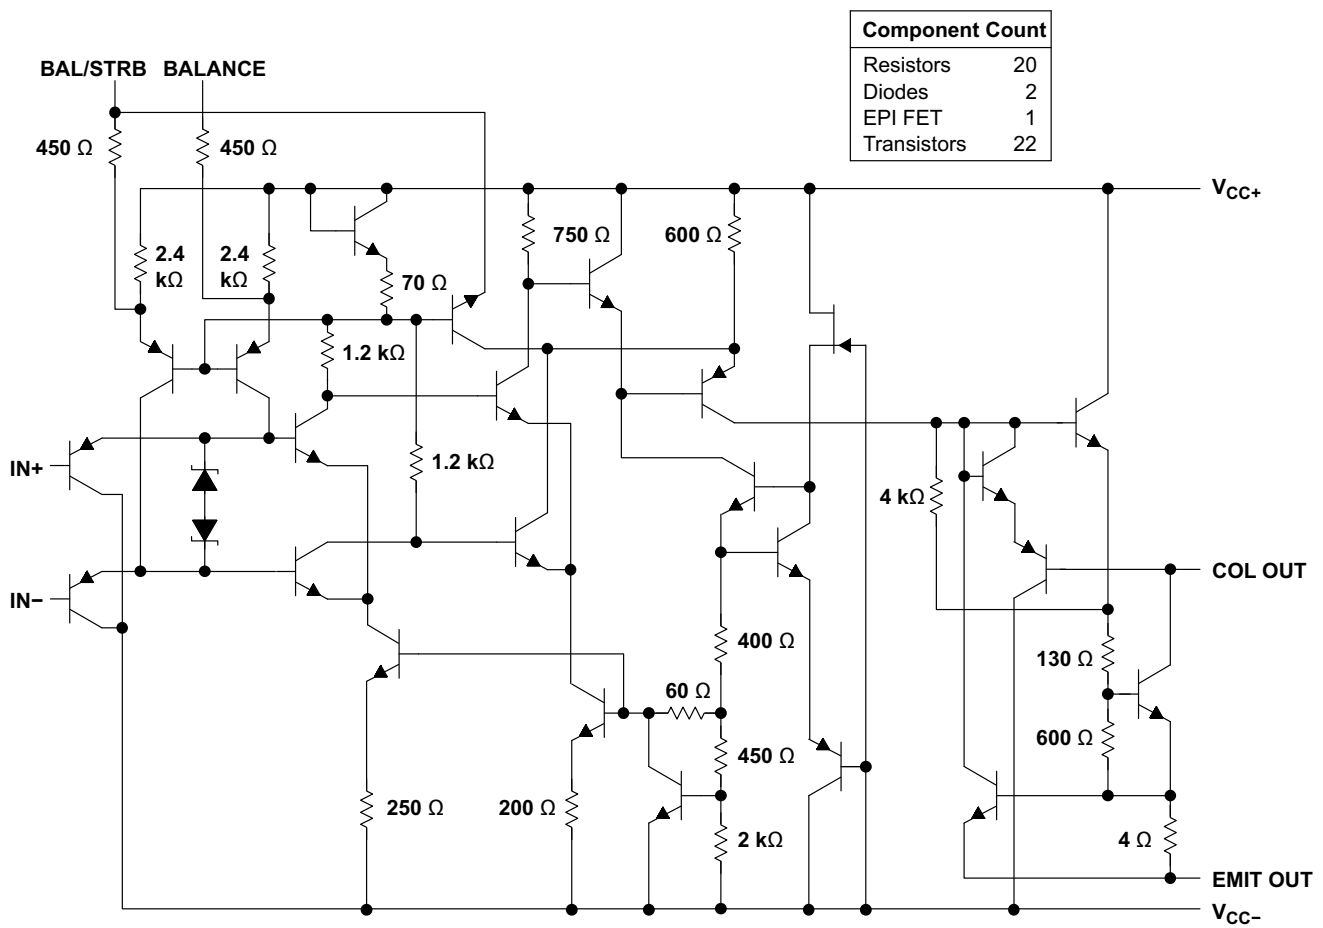 Component Count
Resistors 20
Diodes 2
EPI FET 1
Transistors 22
BAL/STRB BALANCE
450 Ω 450 Ω
VCC+
2.4 kΩ
2.4 kΩ
70 Ω
750 Ω
600 Ω
1.2 kΩ
IN+
1.2 kΩ
4 kΩ
IN−
COL OUT
400 Ω
130 Ω
60 Ω
600 Ω
450 Ω
250 Ω
200 Ω
2 kΩ
4 Ω
EMIT OUT
VCC−